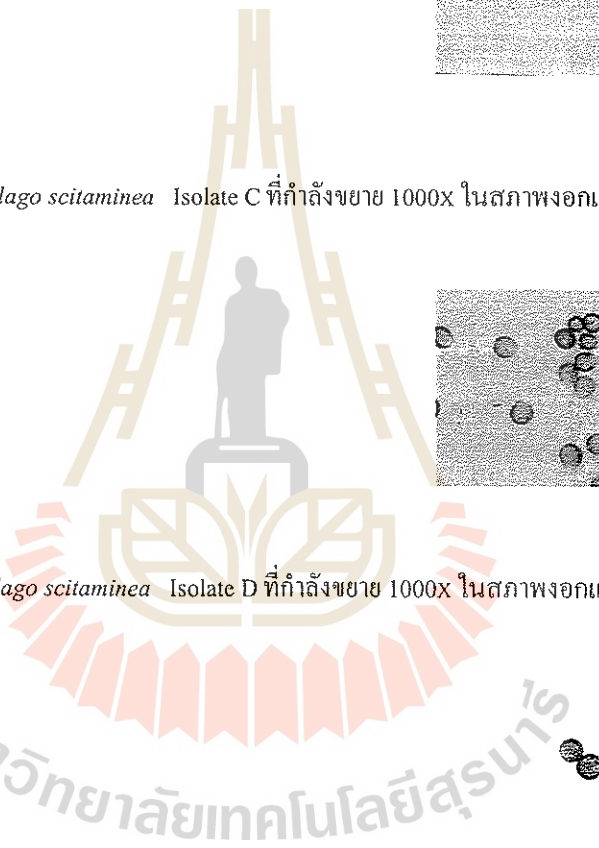 lago scitaminea Isolate C ที่กำลังขยาย 1000X ในสภาพงอกแ
lago scitaminea Isolate D ที่กำลังขยาย 1000X ในสภาพงอกแ
วิทยาลัยเทคโนโลยีสุรนาร